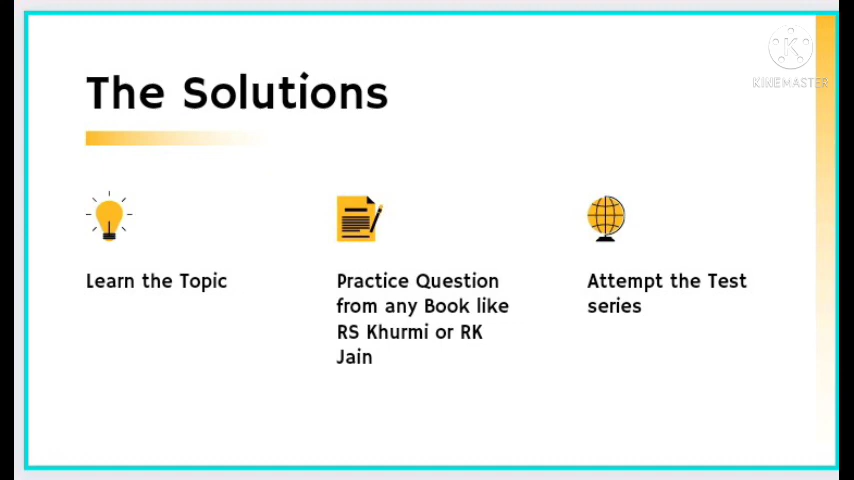 The Solutions
KINEMASTER
Learn the Topic
Practice Question
from any Book like
RS Khurmi or RK
Jain
Attempt the Test
series